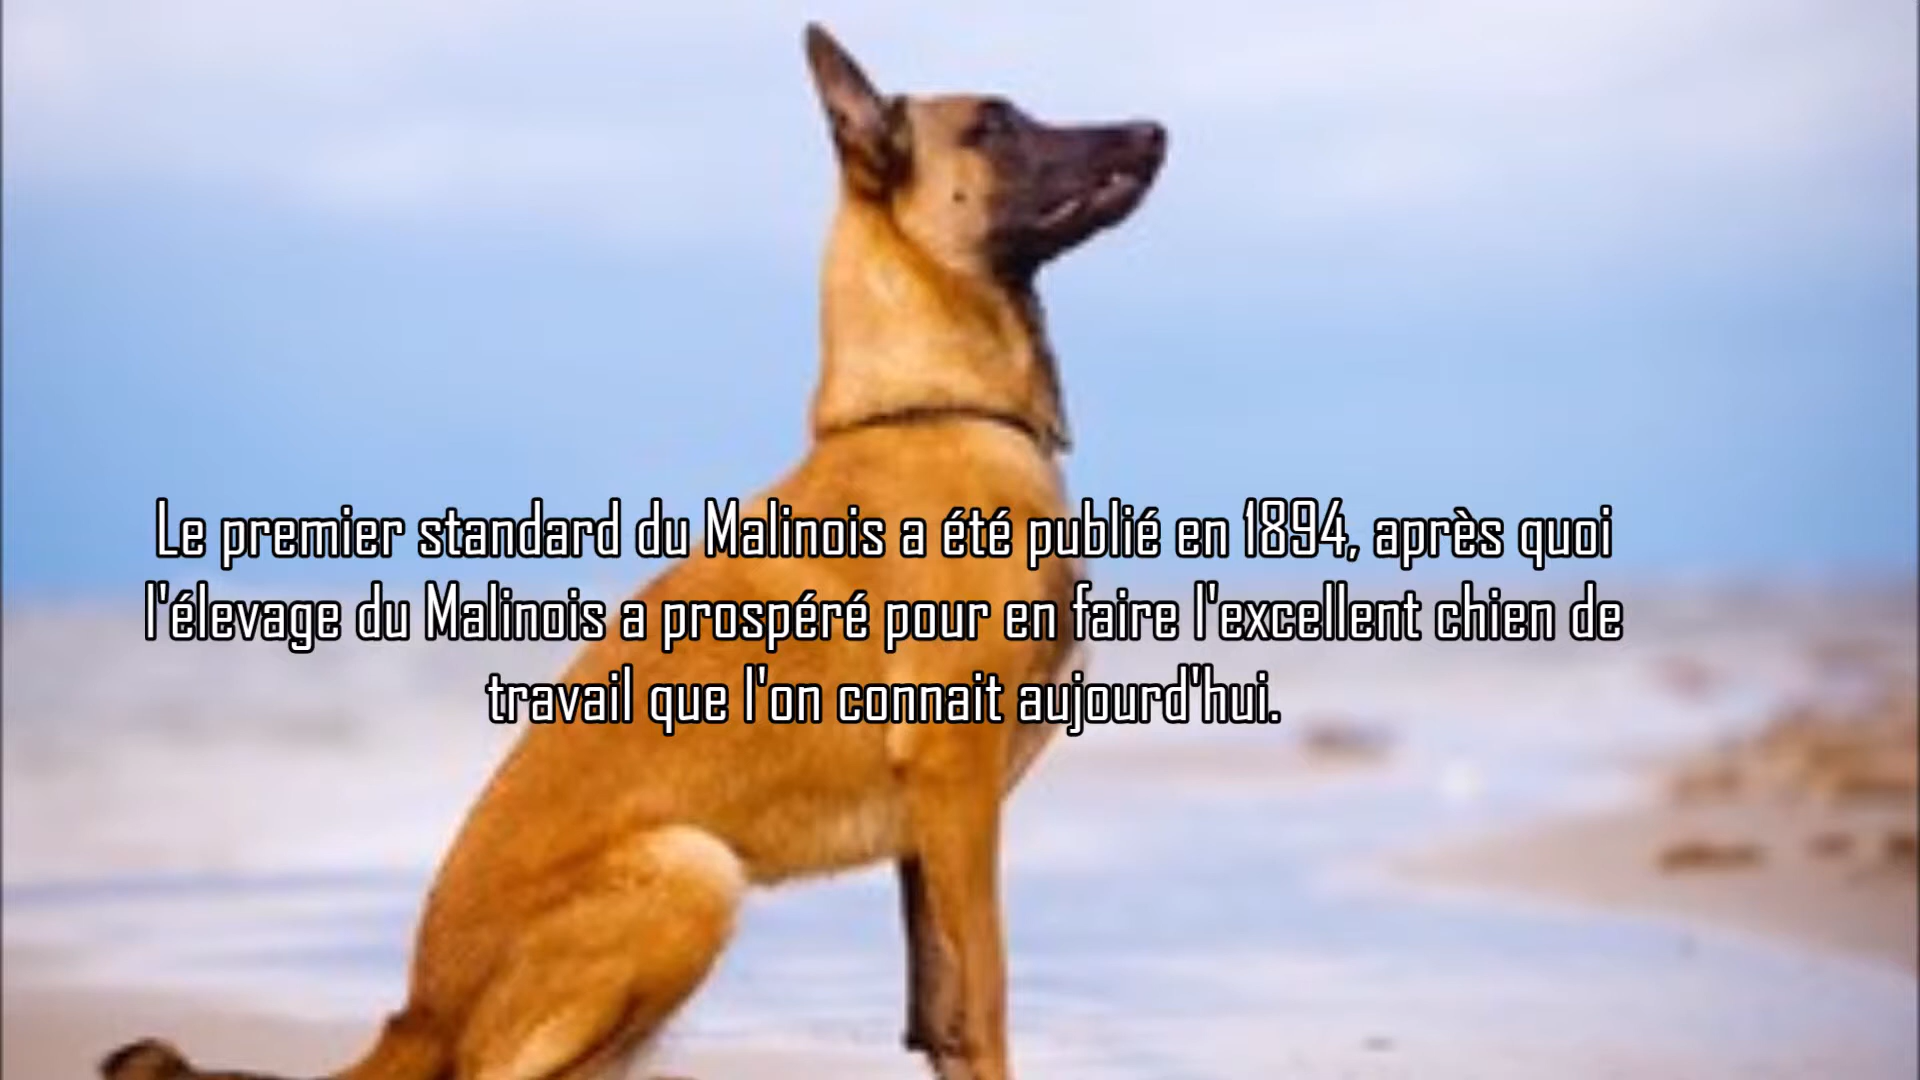 Le premier standard du Malinois a été publié en 1894, après quoi
l'élevage du Malinois a prospéré pour en faire l'excellent chien de
travail que l'on connait aujourd'hui.